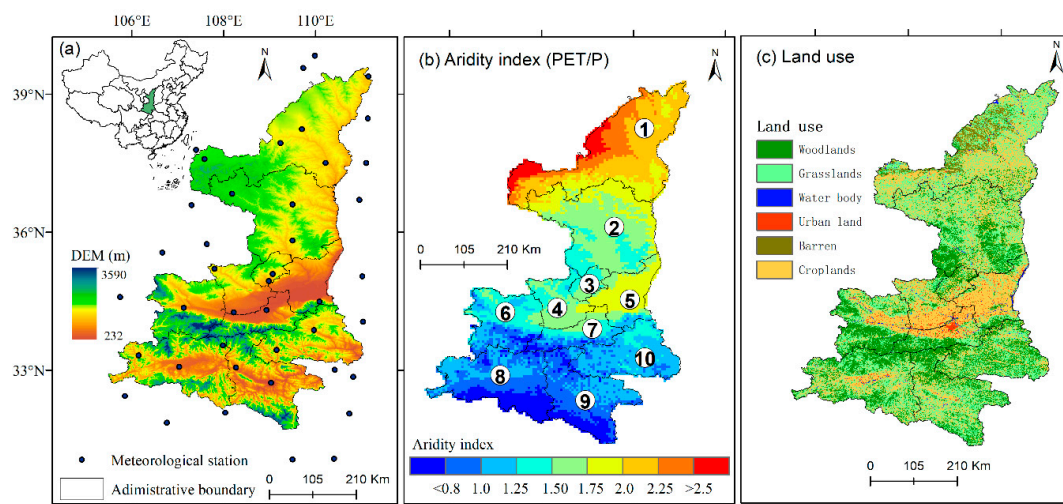 106°E 108°E 110°E
(a)
N
39°N
36°N
33°N
DEM (m)
3590
232
Meteorological station
Adimistrative boundary
0 105 210 Km
(b) Aridity index (PET/P)
N
1
2
3
4
5
6
7
8
9
10
0 105 210 Km
Aridity index
<0.8 1.0 1.25 1.50 1.75 2.0 2.25 >2.5
(c) Land use
N
Land use
Woodlands
Grasslands
Water body
Urban land
Barren
Croplands
0 105 210 Km